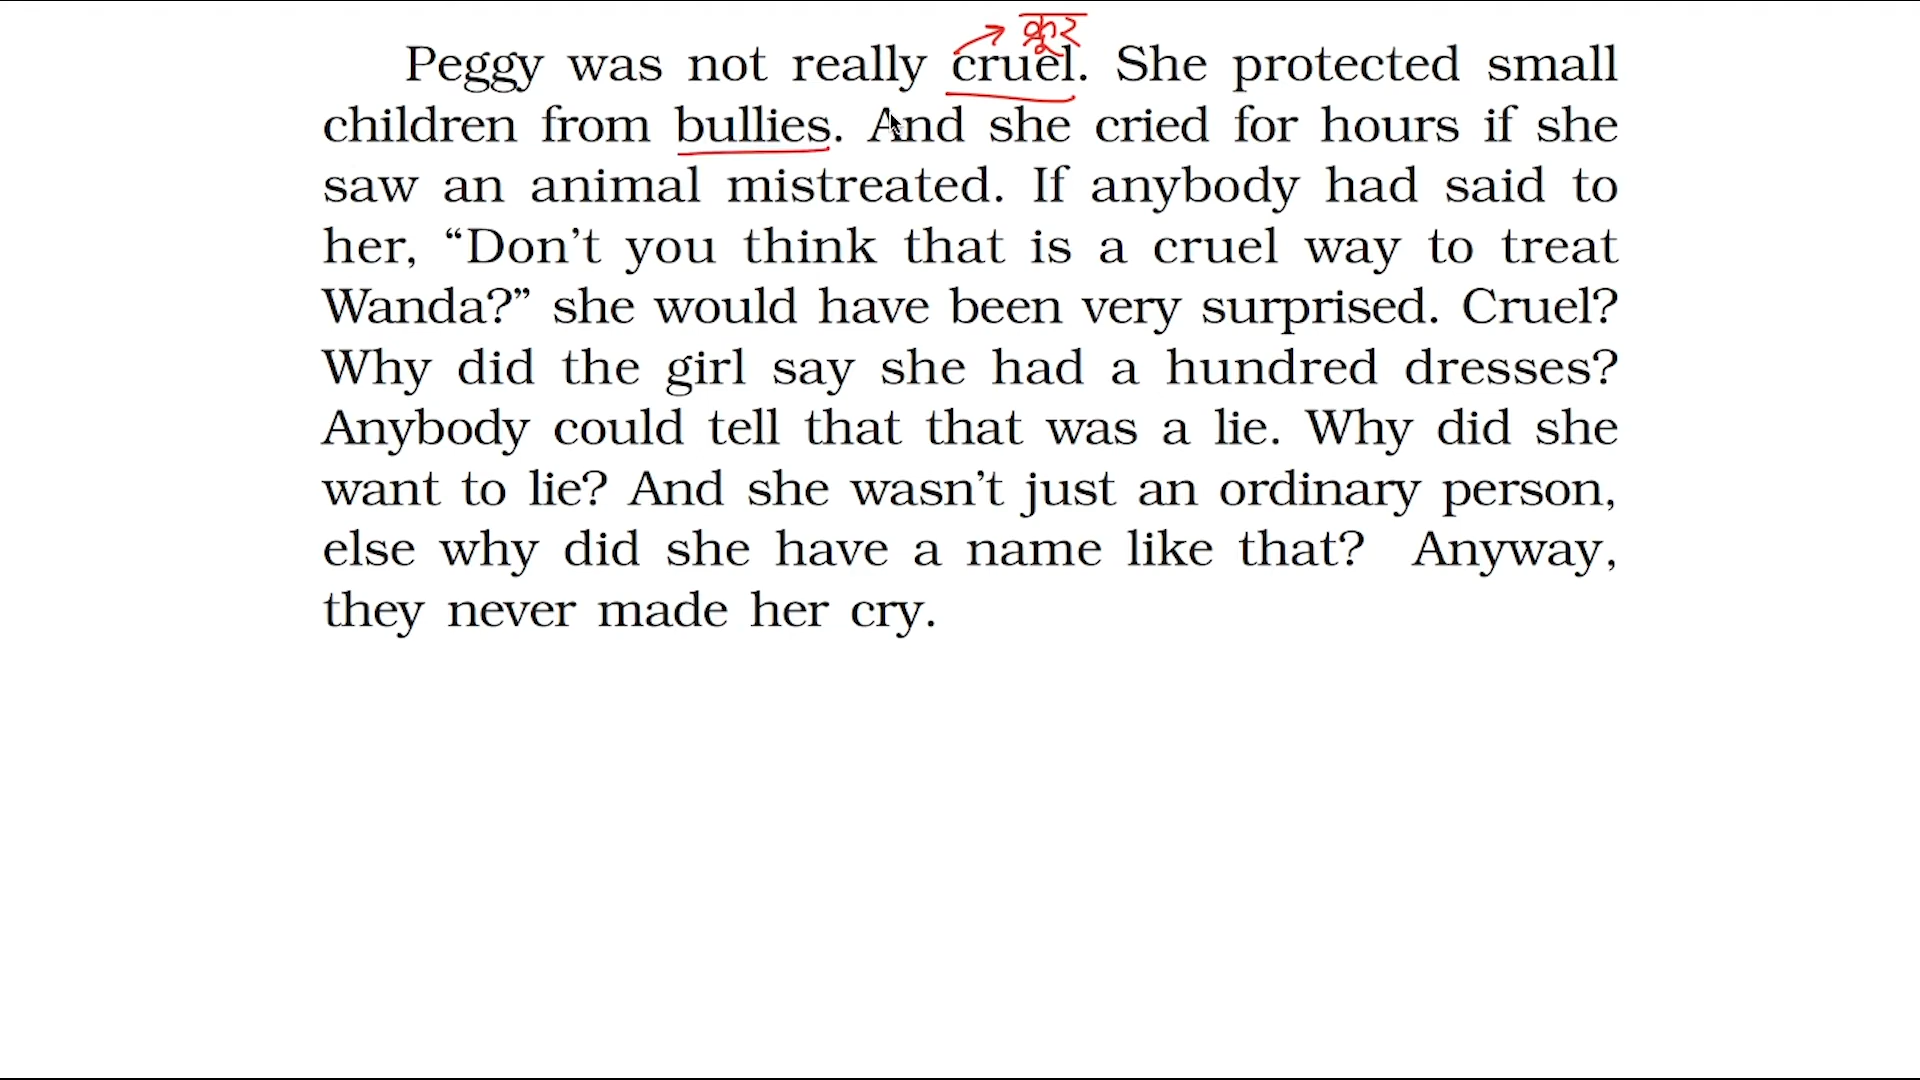 क्रूर
Peggy was not really cruel. She protected small
children from bullies. And she cried for hours if she
saw an animal mistreated. If anybody had said to
her, “Don’t you think that is a cruel way to treat
Wanda?” she would have been very surprised. Cruel?
Why did the girl say she had a hundred dresses?
Anybody could tell that that was a lie. Why did she
want to lie? And she wasn’t just an ordinary person,
else why did she have a name like that? Anyway,
they never made her cry.